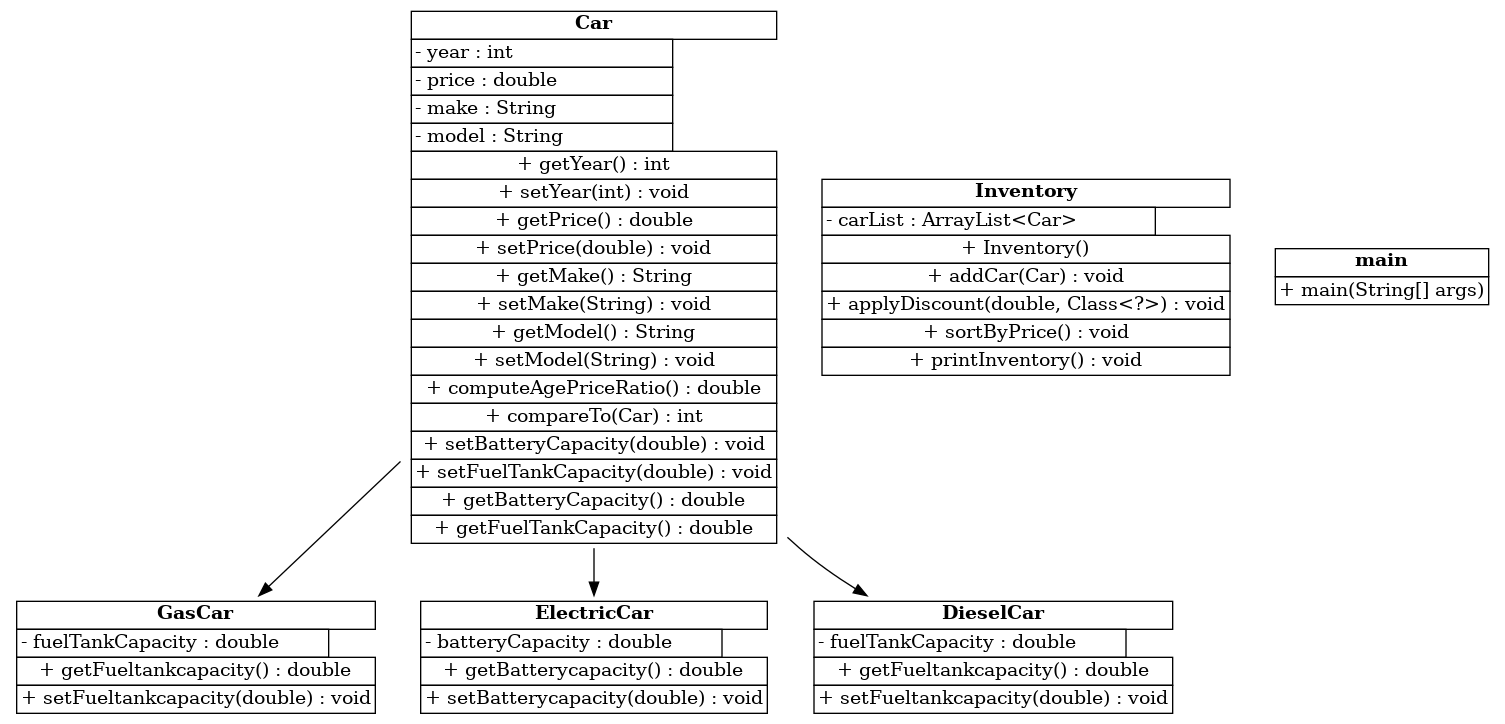 Car
- year : int
- price : double
- make : String
- model : String
+ getYear() : int
+ setYear(int) : void
+ getPrice() : double
+ setPrice(double) : void
+ getMake() : String
+ setMake(String) : void
+ getModel() : String
+ setModel(String) : void
+ computeAgePriceRatio() : double
+ compareTo(Car) : int
+ setBatteryCapacity(double) : void
+ setFuelTankCapacity(double) : void
+ getBatteryCapacity() : double
+ getFuelTankCapacity() : double
Inventory
- carList : ArrayList<Car>
+ Inventory()
+ addCar(Car) : void
+ applyDiscount(double, Class<?>) : void
+ sortByPrice() : void
+ printInventory() : void
main
+ main(String[] args)
GasCar
- fuelTankCapacity : double
+ getFueltankcapacity() : double
+ setFueltankcapacity(double) : void
ElectricCar
- batteryCapacity : double
+ getBatterycapacity() : double
+ setBatterycapacity(double) : void
DieselCar
- fuelTankCapacity : double
+ getFueltankcapacity() : double
+ setFueltankcapacity(double) : void